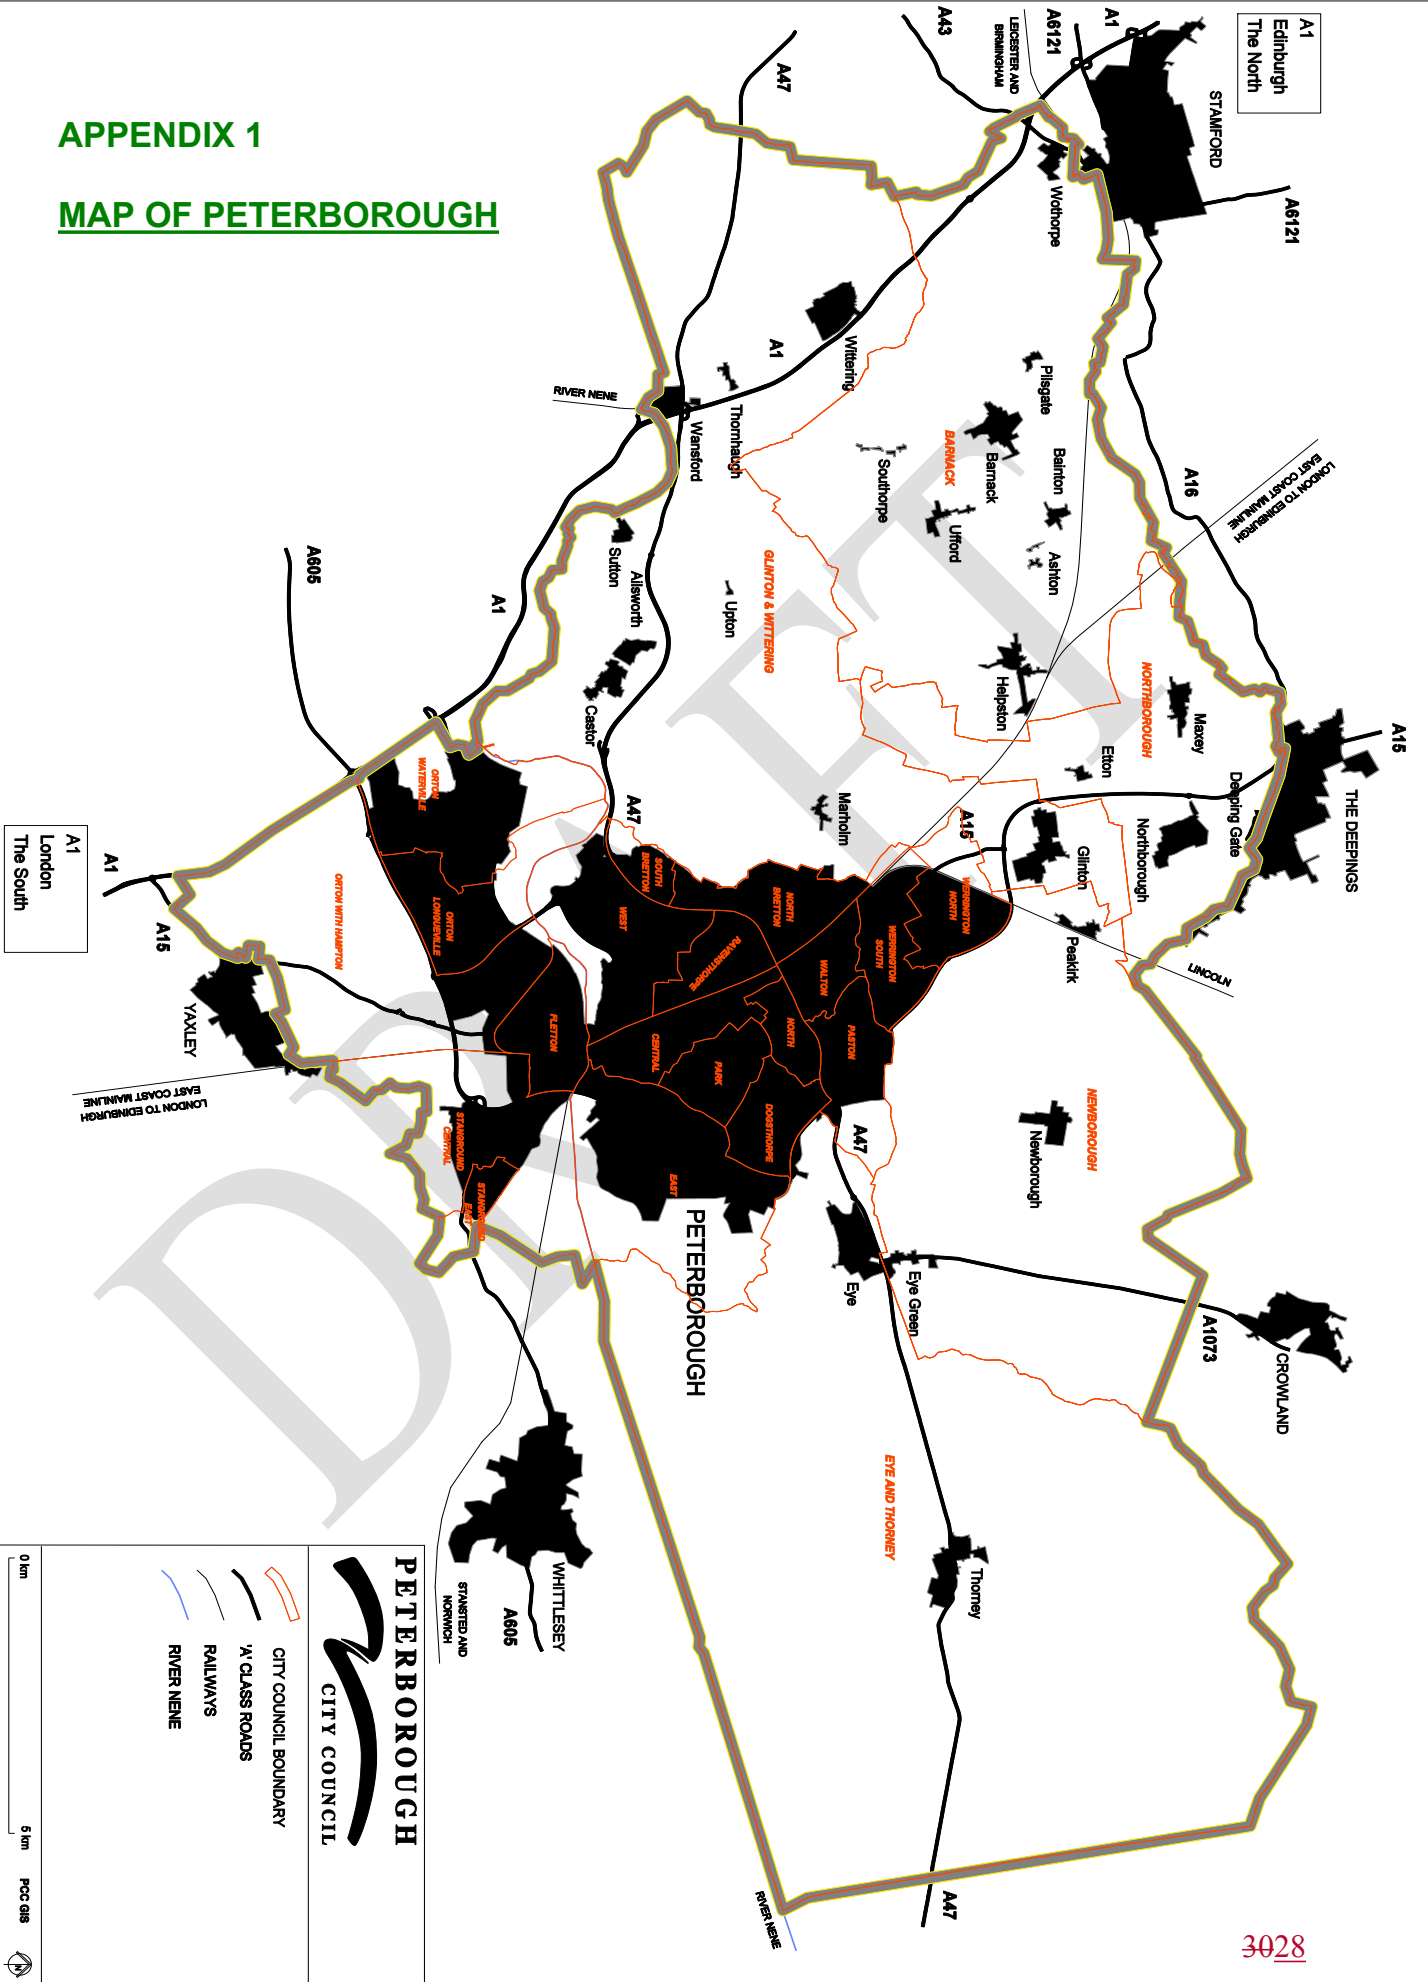 APPENDIX 1
MAP OF PETERBOROUGH
A1
Edinburgh
The North
STAMFORD
A1
A6121
A6121
LEICESTER AND
BIRMINGHAM
A43
A47
Wothorpe
Wittering
A1
Thornhaugh
Wansford
RIVER NENE
Pilsgate
BARNACK
Barnack
Bainton
Southorpe
Ufford
Ashton
A16
LONDON TO EDINBURGH
EAST COAST MAINLINE
GLINTON & WITTERING
Upton
Sutton
Ailsworth
Castor
A1
A605
Helpston
NORTHBOROUGH
Maxey
Etton
A15
THE DEEPINGS
Deeping Gate
Northborough
Glinton
Peakirk
LINCOLN
A15
Marholm
A47
ORTON
WATERVILLE
ORTON
LONGUEVILLE
ORTON WITH HAMPTON
SOUTH
BRETTON
NORTH
BRETTON
WEST
RAVENSTHORPE
WERRINGTON
NORTH
WERRINGTON
SOUTH
WALTON
PASTON
NORTH
CENTRAL
PARK
DOGSTHORPE
EAST
FLETTON
STANGROUND
CENTRAL
STANGROUND
EAST
PETERBOROUGH
A1
London
The South
A1
A15
YAXLEY
LONDON TO EDINBURGH
EAST COAST MAINLINE
NEWBOROUGH
Newborough
A47
Eye
Eye Green
A1073
CROWLAND
EYE AND THORNEY
Thorney
A47
RIVER NENE
WHITTLESEY
A605
STANSTED AND
NORWICH
DRAFT
PETERBOROUGH
CITY COUNCIL
CITY COUNCIL BOUNDARY
'A' CLASS ROADS
RAILWAYS
RIVER NENE
0 km
5 km
PCC GIS
N
3028